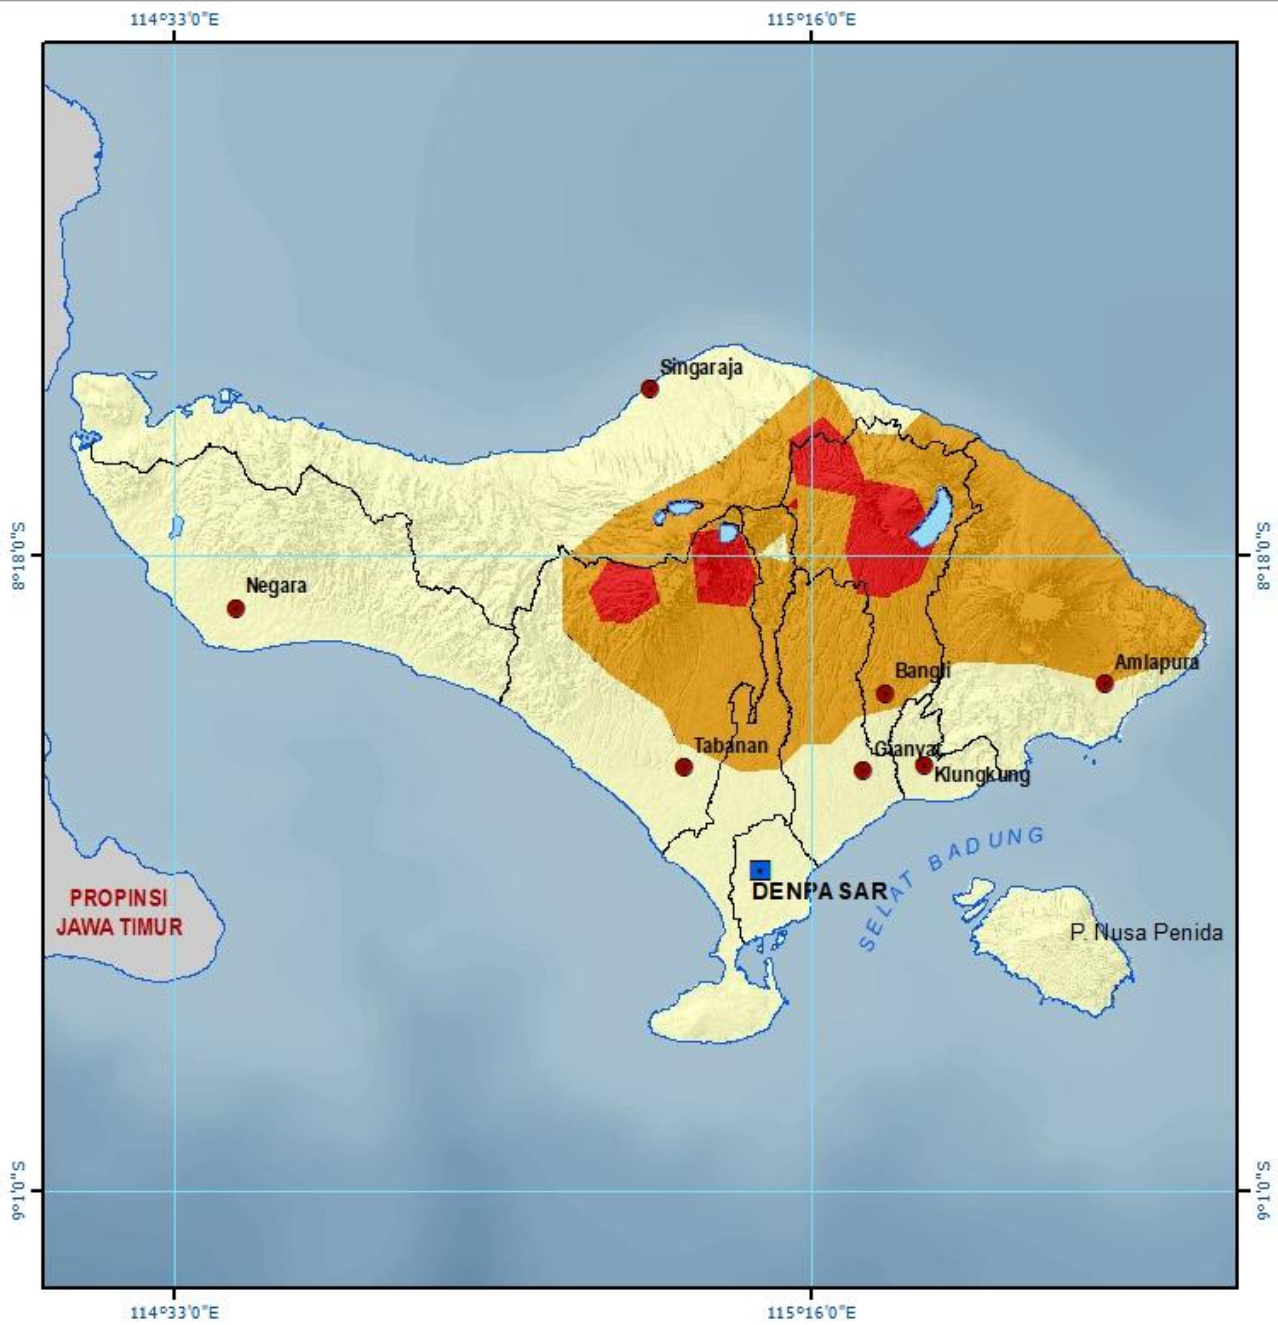 114°33'0"E
115°16'0"E
Singaraja
8°18'0"S
8°18'0"S
Negara
Amlapura
Bangli
Tabanan
Gianyar
Klungkung
SELAT BADUNG
DENPASAR
PROPINSI
JAWA TIMUR
P. Nusa Penida
9°1'0"S
9°1'0"S
114°33'0"E
115°16'0"E